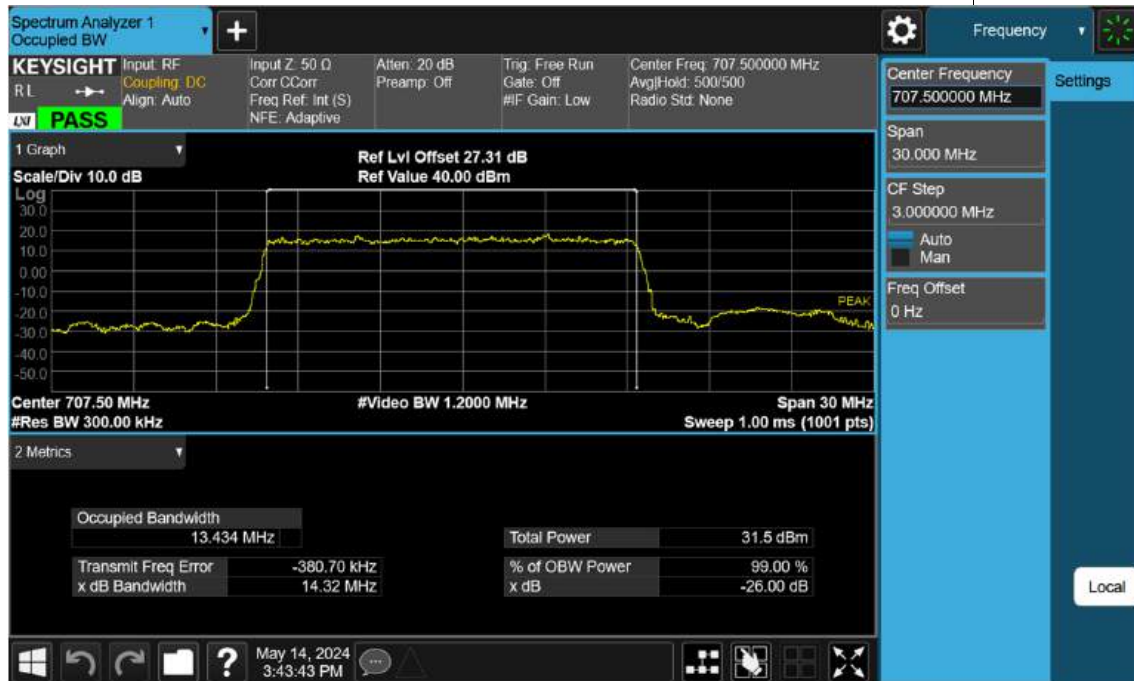 Spectrum Analyzer 1
Occupied BW
+
Frequency
KEYSIGHT
RL
LXI PASS
Input: RF
Coupling: DC
Align: Auto
Input Z: 50 Ω
Corr CCorr
Freq Ref: Int (S)
NFE: Adaptive
Atten: 20 dB
Preamp: Off
Trig: Free Run
Gate: Off
#IF Gain: Low
Center Freq: 707.500000 MHz
Avg|Hold: 500/500
Radio Std: None
Center Frequency
707.500000 MHz
Settings
Span
30.000 MHz
CF Step
3.000000 MHz
Auto
Man
Freq Offset
0 Hz
Local
1 Graph
Scale/Div 10.0 dB
Ref Lvl Offset 27.31 dB
Ref Value 40.00 dBm
Log
30.0
20.0
10.0
0.00
-10.0
-20.0
-30.0
-40.0
-50.0
PEAK
Center 707.50 MHz
#Video BW 1.2000 MHz
Span 30 MHz
#Res BW 300.00 kHz
Sweep 1.00 ms (1001 pts)
2 Metrics
Occupied Bandwidth
13.434 MHz
Total Power 31.5 dBm
Transmit Freq Error -380.70 kHz
% of OBW Power 99.00 %
x dB Bandwidth 14.32 MHz
x dB -26.00 dB
?
May 14, 2024
3:43:43 PM